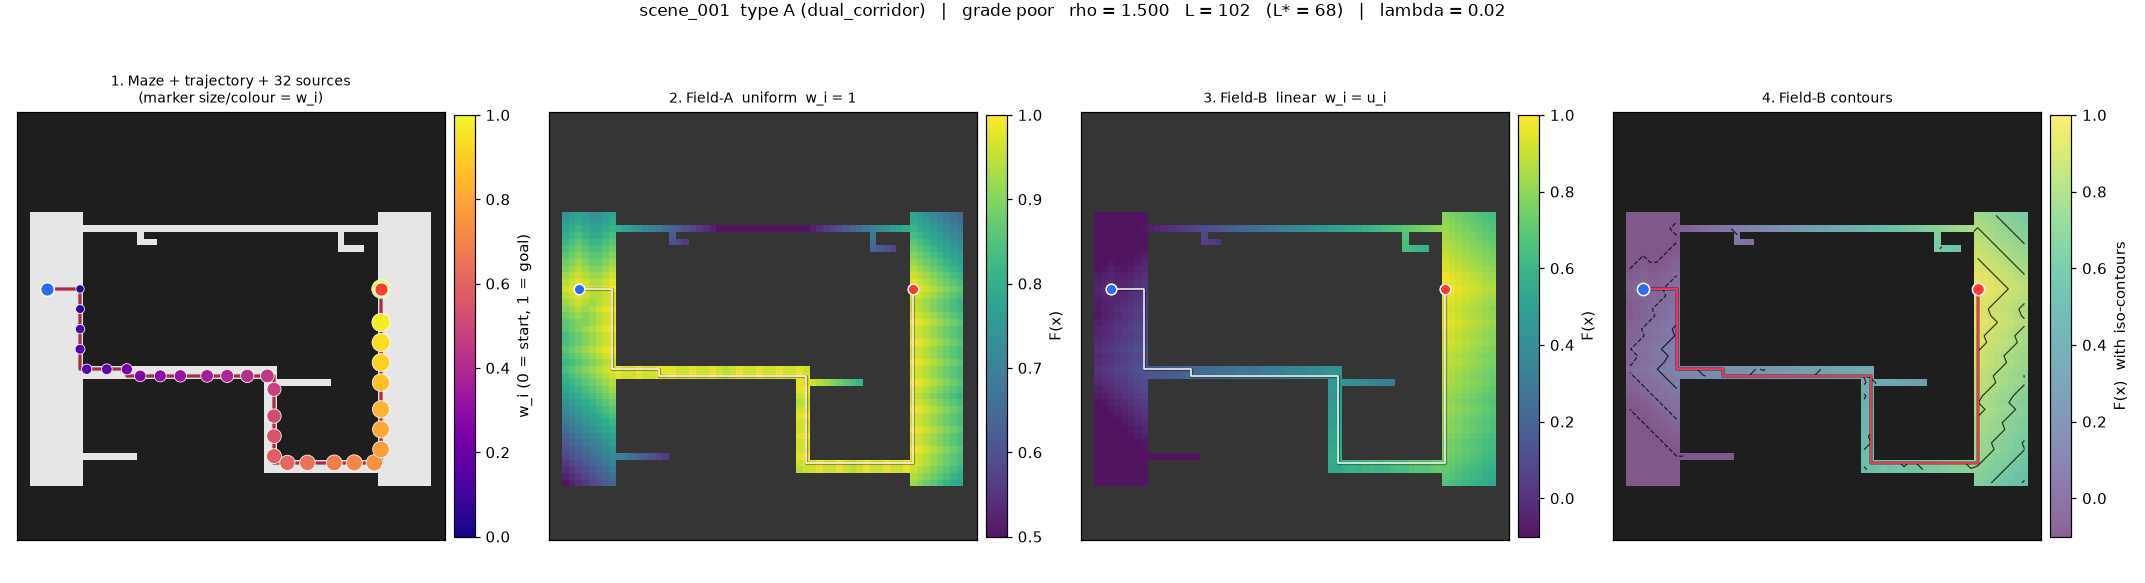 scene_001  type A (dual_corridor)   |   grade poor   rho = 1.500   L = 102   (L* = 68)   |   lambda = 0.02
1. Maze + trajectory + 32 sources
(marker size/colour = w_i)
1.0
0.8
0.6
0.4
0.2
0.0
w_i (0 = start, 1 = goal)
2. Field-A  uniform  w_i = 1
1.0
0.9
0.8
0.7
0.6
0.5
F(x)
3. Field-B  linear  w_i = u_i
1.0
0.8
0.6
0.4
0.2
0.0
F(x)
4. Field-B contours
1.0
0.8
0.6
0.4
0.2
0.0
F(x)  with iso-contours